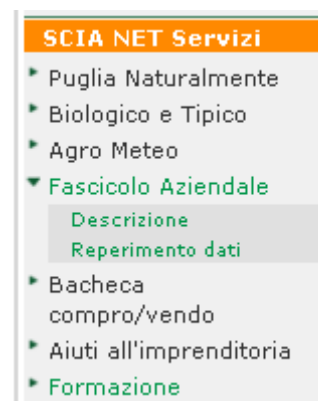 SCIA NET Servizi
Puglia Naturalmente
Biologico e Tipico
Agro Meteo
Fascicolo Aziendale
Descrizione
Reperimento dati
Bacheca
compro/vendo
Aiuti all'imprenditoria
Formazione